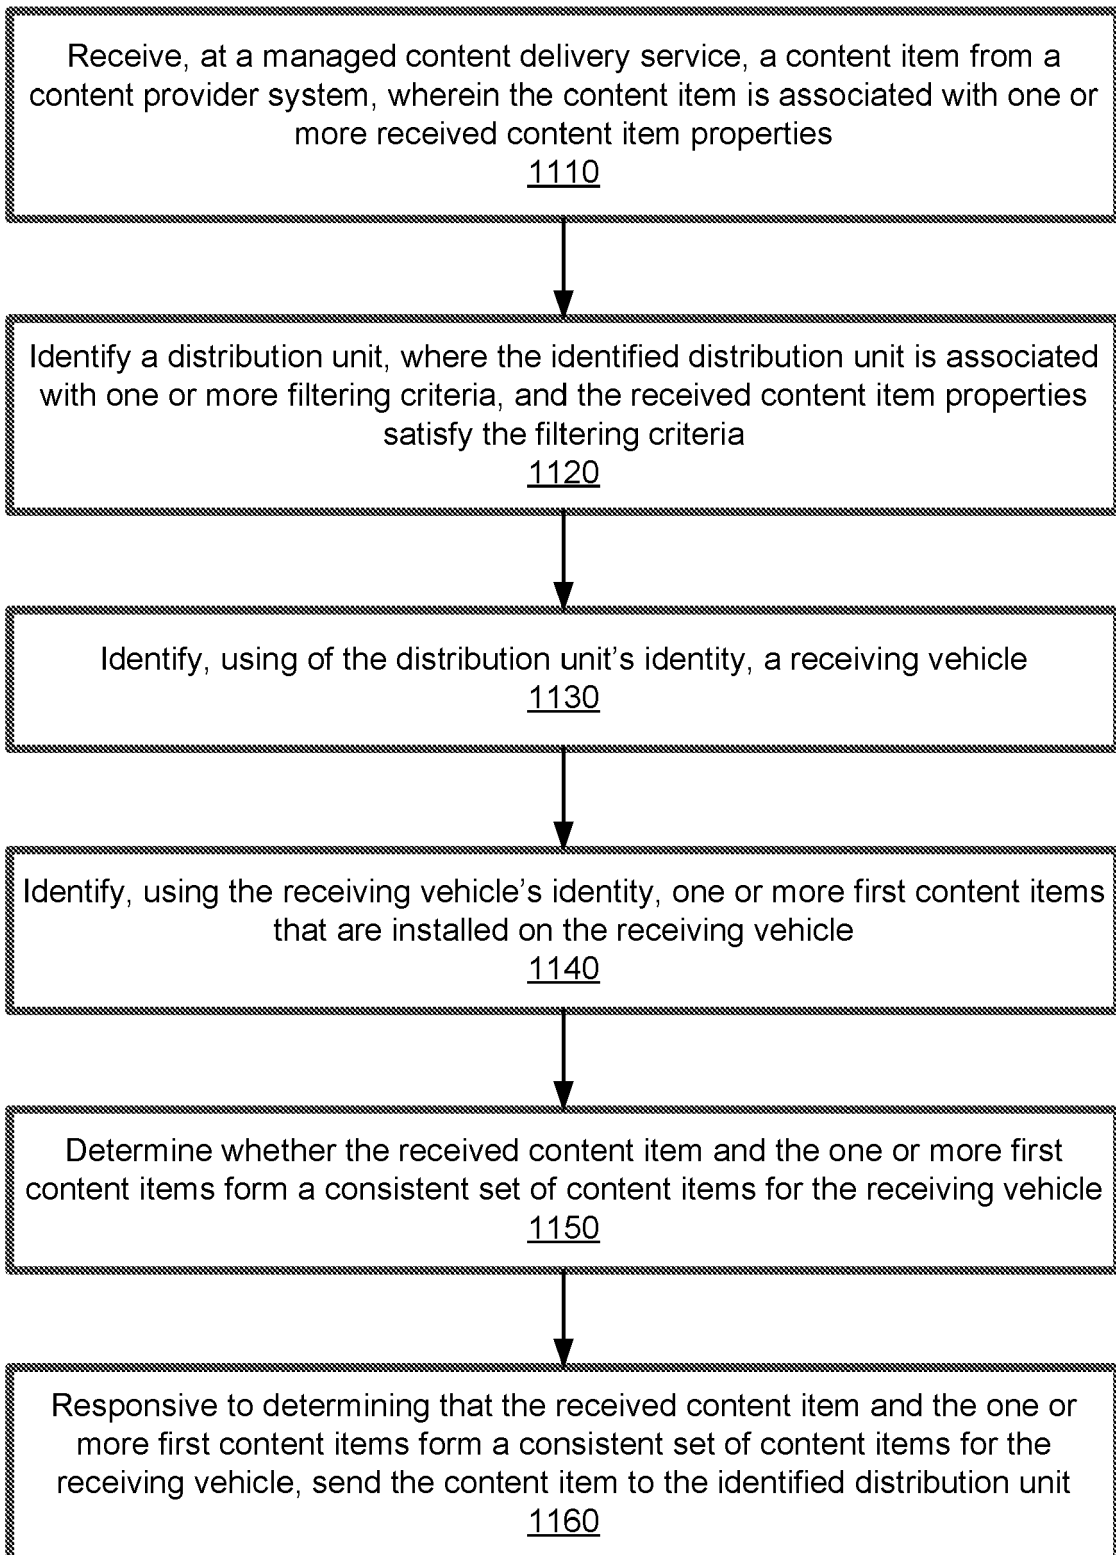 Receive, at a managed content delivery service, a content item from a
content provider system, wherein the content item is associated with one or
more received content item properties
1110
Identify a distribution unit, where the identified distribution unit is associated
with one or more filtering criteria, and the received content item properties
satisfy the filtering criteria
1120
Identify, using of the distribution unit’s identity, a receiving vehicle
1130
Identify, using the receiving vehicle’s identity, one or more first content items
that are installed on the receiving vehicle
1140
Determine whether the received content item and the one or more first
content items form a consistent set of content items for the receiving vehicle
1150
Responsive to determining that the received content item and the one or
more first content items form a consistent set of content items for the
receiving vehicle, send the content item to the identified distribution unit
1160